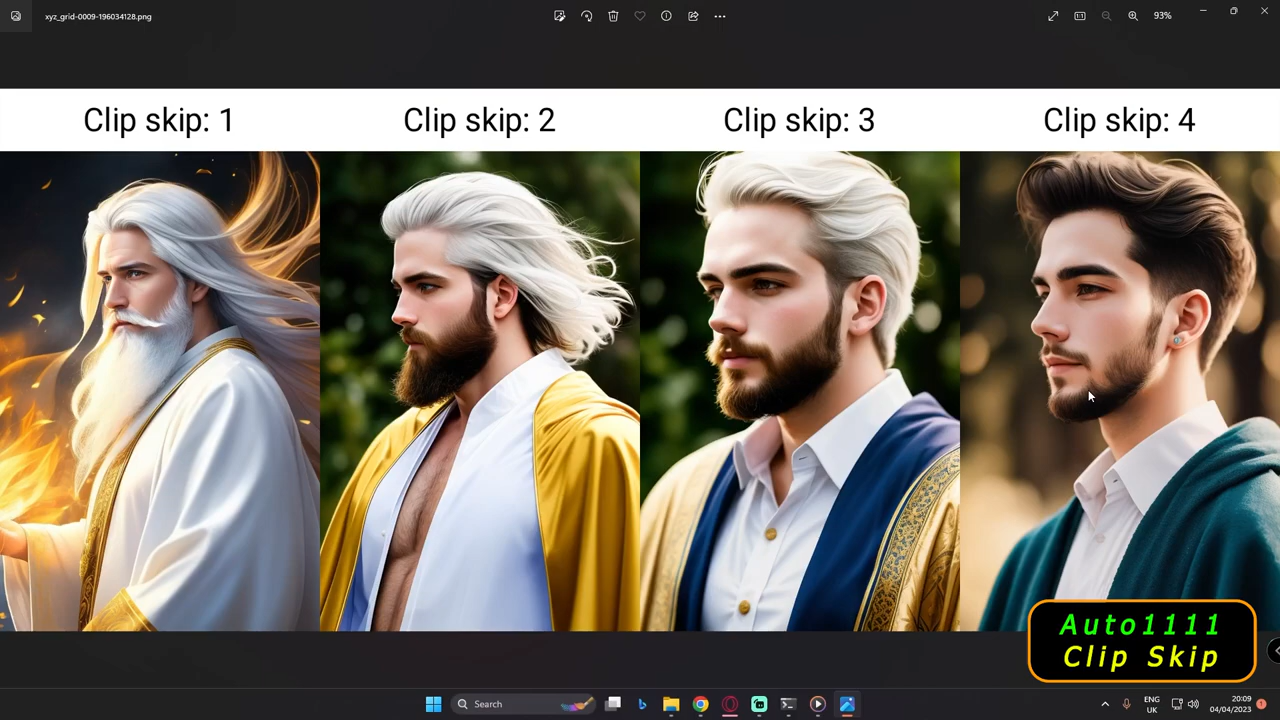 xyz_grid-0009-196034128.png
93%
Clip skip: 1
Clip skip: 2
Clip skip: 3
Clip skip: 4
Auto1111
Clip Skip
Search
ENG
UK
20:09
04/04/2023